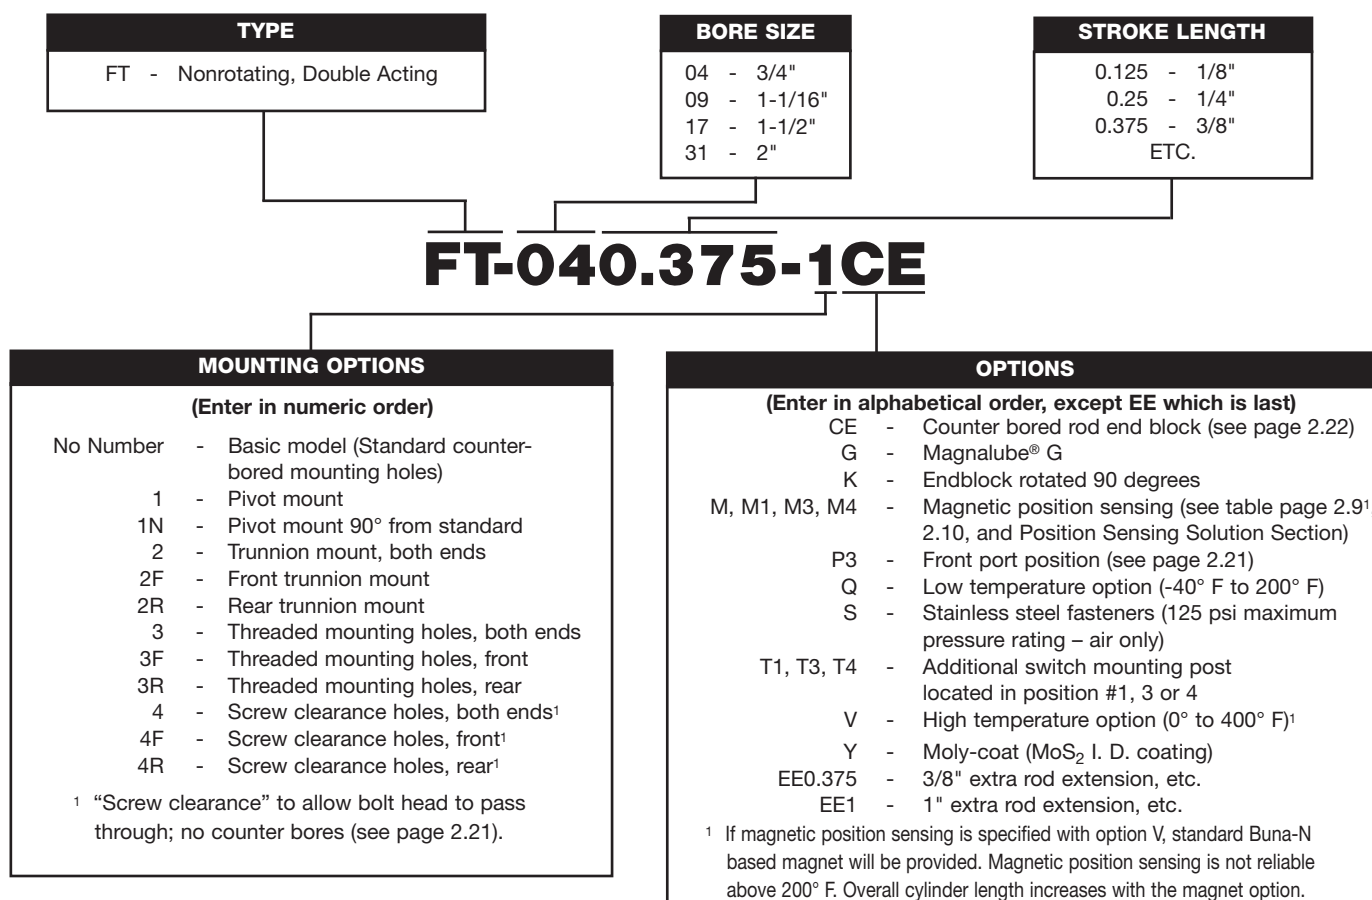 TYPE
FT - Nonrotating, Double Acting
BORE SIZE
04 - 3/4"
09 - 1-1/16"
17 - 1-1/2"
31 - 2"
STROKE LENGTH
0.125 - 1/8"
0.25 - 1/4"
0.375 - 3/8"
ETC.
FT-040.375-1CE
MOUNTING OPTIONS
(Enter in numeric order)
No Number - Basic model (Standard counter-
bored mounting holes)
1 - Pivot mount
1N - Pivot mount 90° from standard
2 - Trunnion mount, both ends
2F - Front trunnion mount
2R - Rear trunnion mount
3 - Threaded mounting holes, both ends
3F - Threaded mounting holes, front
3R - Threaded mounting holes, rear
4 - Screw clearance holes, both ends¹
4F - Screw clearance holes, front¹
4R - Screw clearance holes, rear¹
¹ “Screw clearance” to allow bolt head to pass
through; no counter bores (see page 2.21).
OPTIONS
(Enter in alphabetical order, except EE which is last)
CE - Counter bored rod end block (see page 2.22)
G - Magnalube® G
K - Endblock rotated 90 degrees
M, M1, M3, M4 - Magnetic position sensing (see table page 2.9¹,
2.10, and Position Sensing Solution Section)
P3 - Front port position (see page 2.21)
Q - Low temperature option (-40° F to 200° F)
S - Stainless steel fasteners (125 psi maximum
pressure rating – air only)
T1, T3, T4 - Additional switch mounting post
located in position #1, 3 or 4
V - High temperature option (0° to 400° F)¹
Y - Moly-coat (MoS₂ I. D. coating)
EE0.375 - 3/8" extra rod extension, etc.
EE1 - 1" extra rod extension, etc.
¹ If magnetic position sensing is specified with option V, standard Buna-N
based magnet will be provided. Magnetic position sensing is not reliable
above 200° F. Overall cylinder length increases with the magnet option.